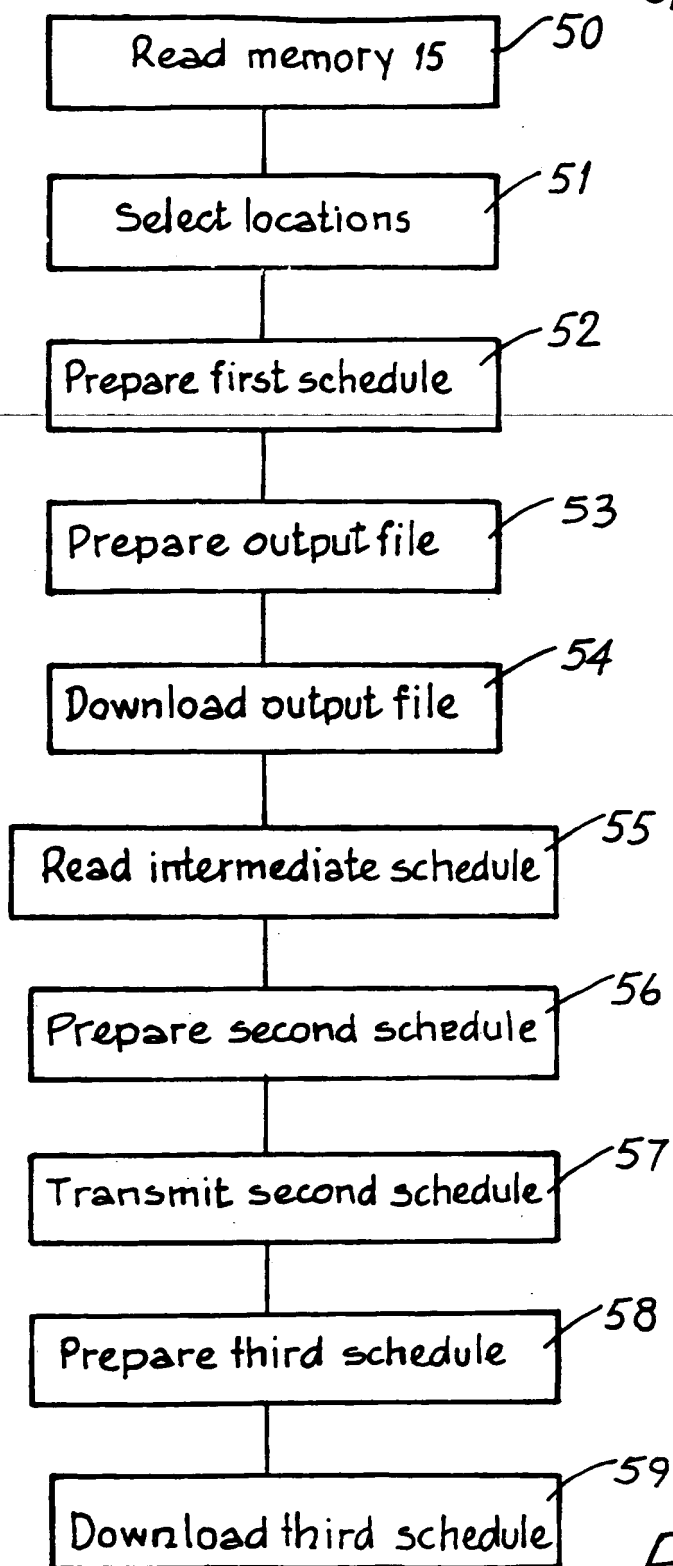 50
Read memory 15
51
Select locations
52
Prepare first schedule
53
Prepare output file
54
Download output file
55
Read intermediate schedule
56
Prepare second schedule
57
Transmit second schedule
58
Prepare third schedule
59
Download third schedule